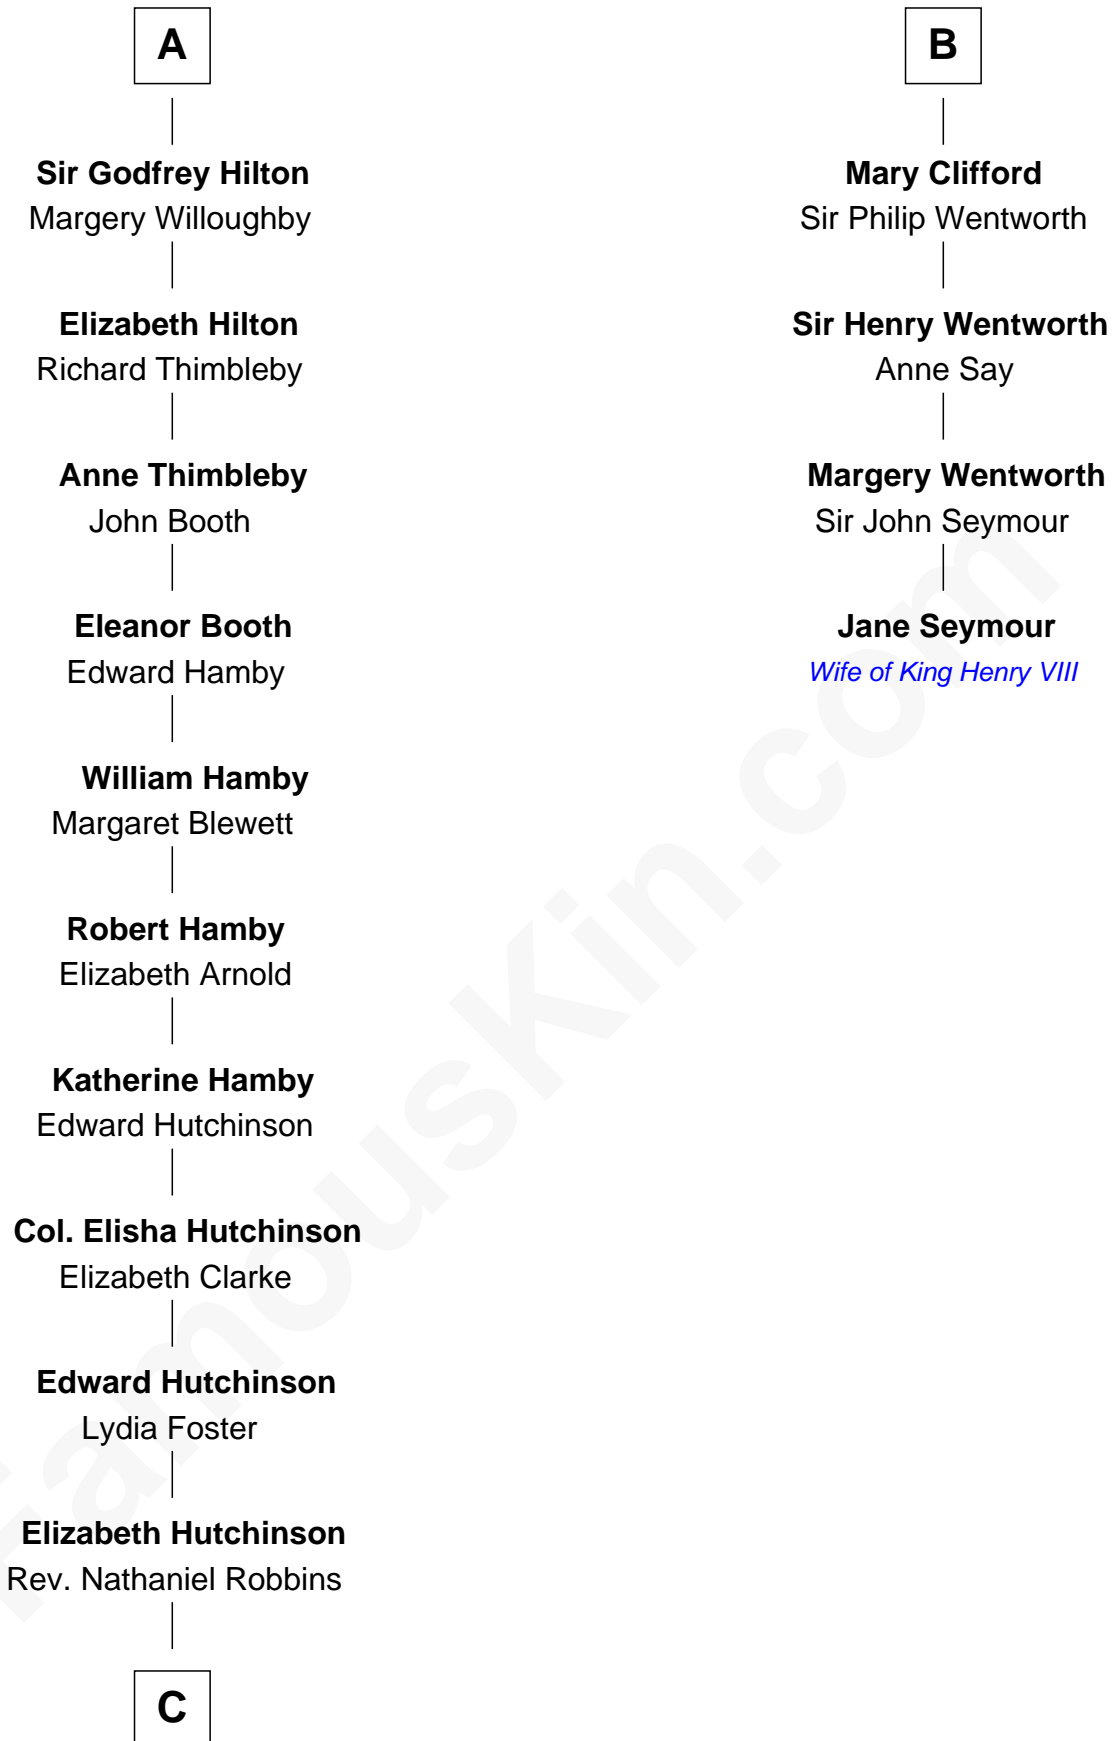 A
Sir Godfrey Hilton
Margery Willoughby
Elizabeth Hilton
Richard Thimbleby
Anne Thimbleby
John Booth
Eleanor Booth
Edward Hamby
William Hamby
Margaret Blewett
Robert Hamby
Elizabeth Arnold
Katherine Hamby
Edward Hutchinson
Col. Elisha Hutchinson
Elizabeth Clarke
Edward Hutchinson
Lydia Foster
Elizabeth Hutchinson
Rev. Nathaniel Robbins
C
B
Mary Clifford
Sir Philip Wentworth
Sir Henry Wentworth
Anne Say
Margery Wentworth
Sir John Seymour
Jane Seymour
Wife of King Henry VIII
FamousKin.com